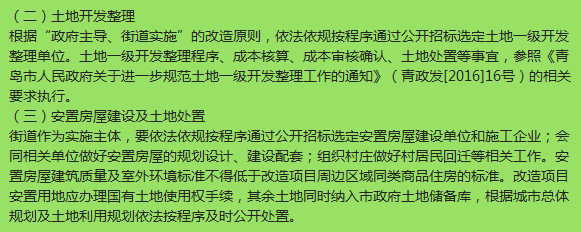 （二）土地开发整理
根据“政府主导、街道实施”的改造原则，依法依规按程序通过公开招标选定土地一级开发
整理单位。土地一级开发整理程序、成本核算、成本审核确认、土地处置等事宜，参照《青
岛市人民政府关于进一步规范土地一级开发整理工作的通知》（青政发[2016]16号）的相关
要求执行。
（三）安置房屋建设及土地处置
街道作为实施主体，要依法依规按程序通过公开招标选定安置房屋建设单位和施工企业；会
同相关单位做好安置房屋的规划设计、建设配套；组织村庄做好村居民回迁等相关工作。安
置房屋建筑质量及室外环境标准不得低于改造项目周边区域同类商品住房的标准。改造项目
安置用地应办理国有土地使用权手续，其余土地同时纳入市政府土地储备库，根据城市总体
规划及土地利用规划依法按程序及时公开处置。